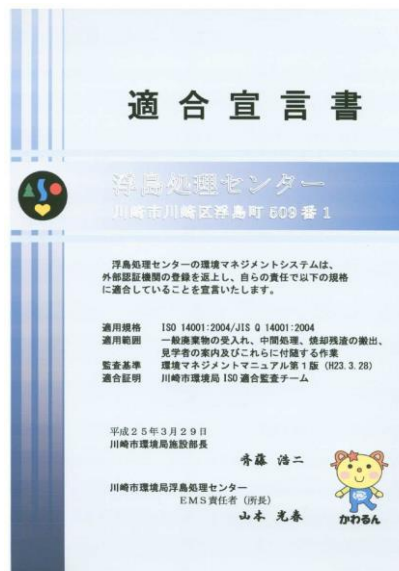 適合宣言書
浮島処理センター
川崎市川崎区浮島町509番1
浮島処理センターの環境マネジメントシステムは、
外部認証機関の登録を返上し、自らの責任で以下の規格
に適合していることを宣言いたします。
適用規格 ISO 14001:2004/JIS Q 14001:2004
適用範囲 一般廃棄物の受入れ、中間処理、焼却残渣の搬出、
見学者の案内及びこれらに付随する作業
監査基準 環境マネジメントマニュアル第1版（H23.3.28）
適合証明 川崎市環境局ISO適合監査チーム
平成25年3月29日
川崎市環境局施設部長
斉藤 浩二
川崎市環境局浮島処理センター
EMS責任者（所長）
山本 光春
かわるん